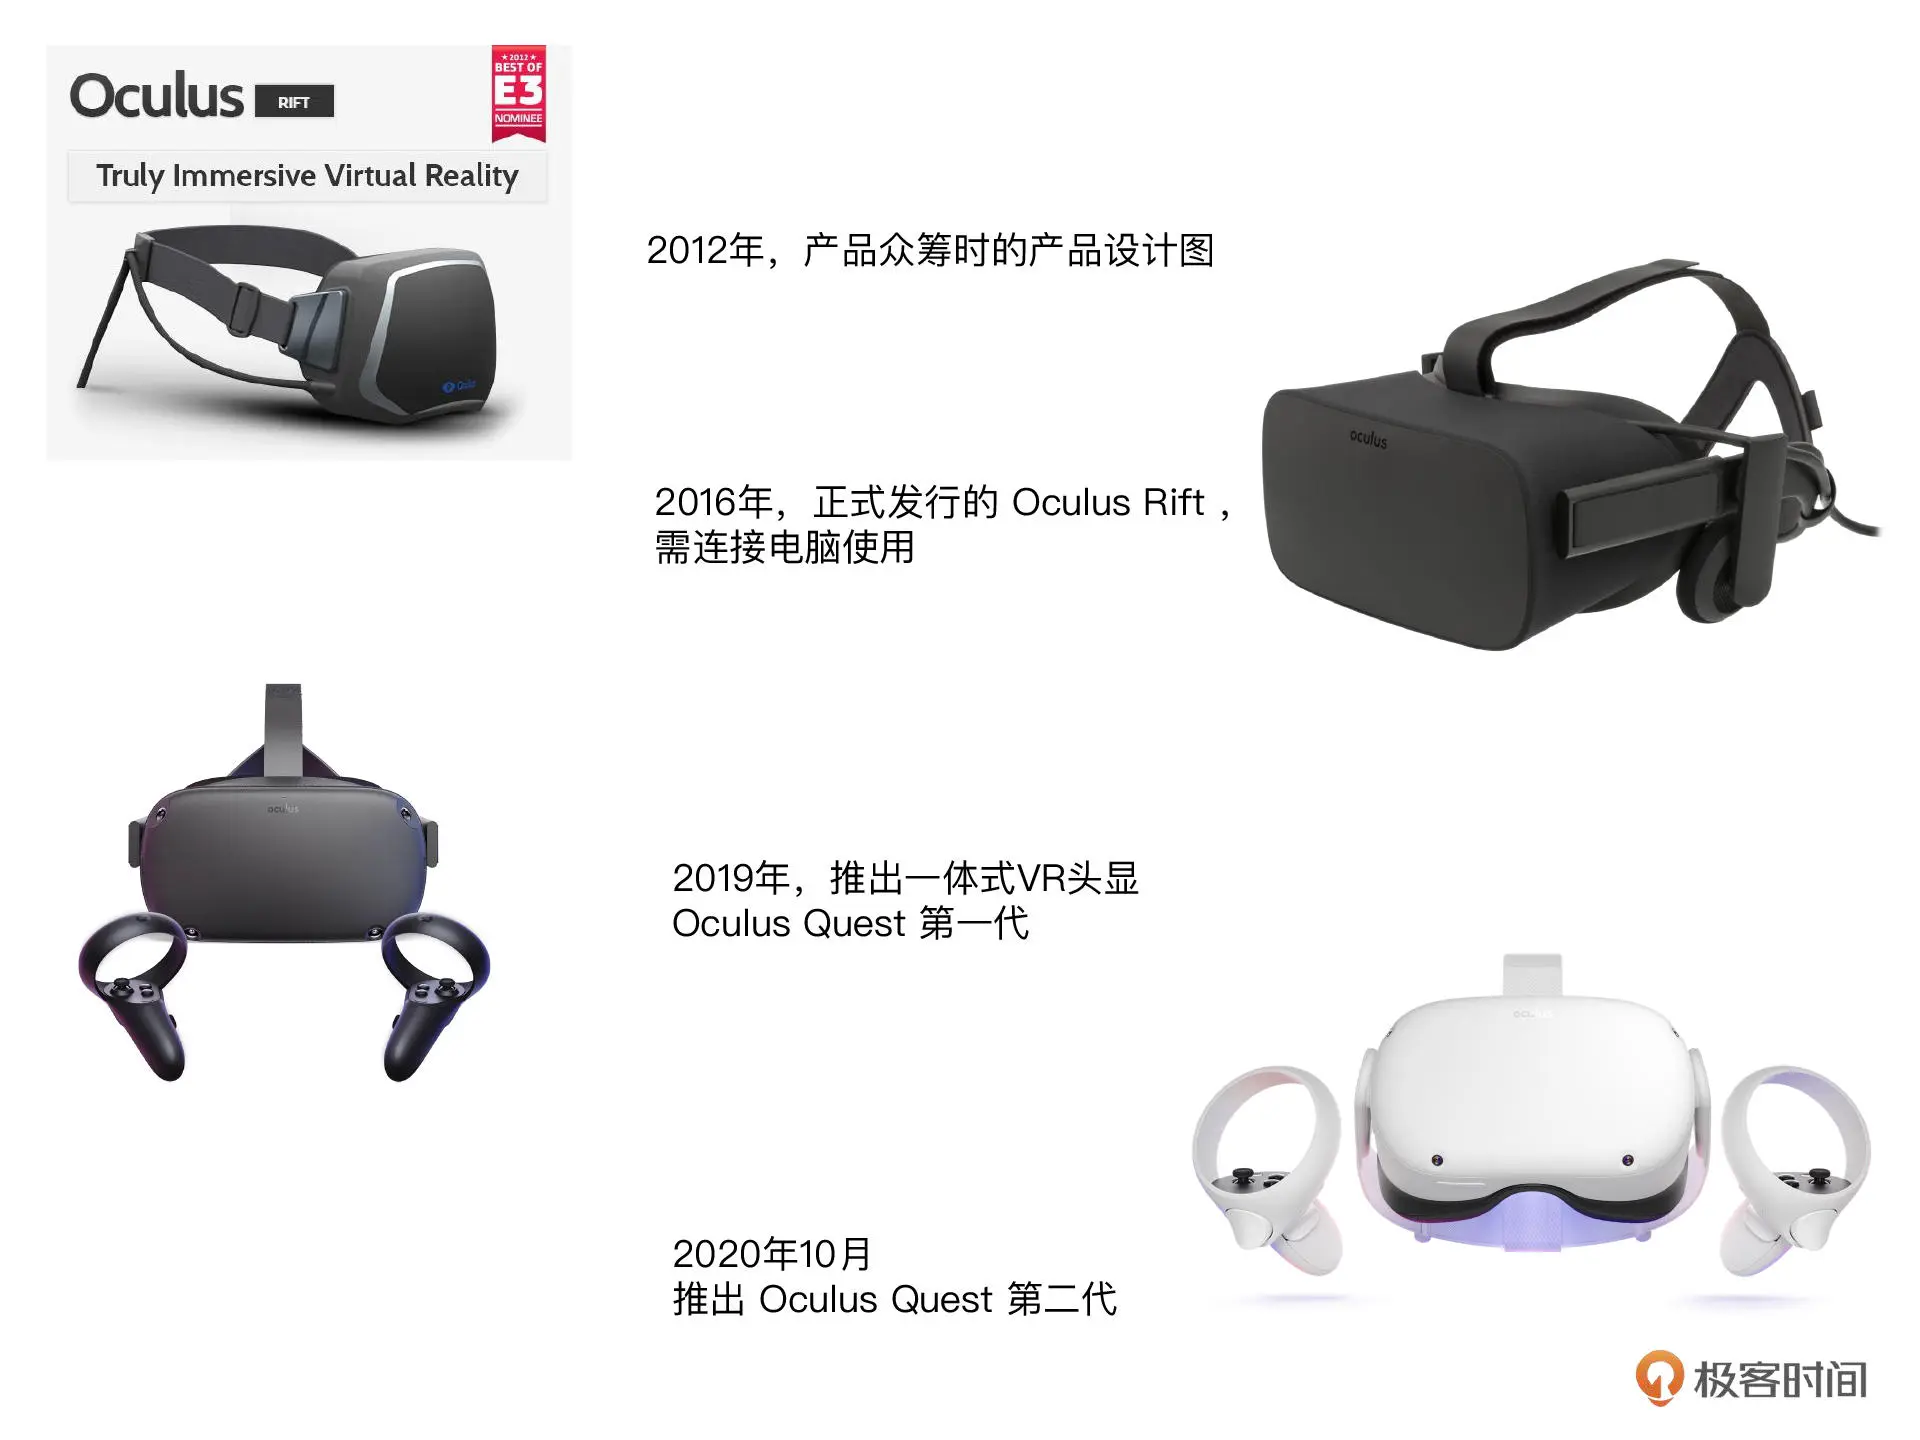 Oculus RIFT
★ 2012 ★
BEST OF
E3
NOMINEE
Truly Immersive Virtual Reality
Oculus
2012年，产品众筹时的产品设计图
oculus
2016年，正式发行的 Oculus Rift ，
需连接电脑使用
oculus
2019年，推出一体式VR头显
Oculus Quest 第一代
oculus
2020年10月
推出 Oculus Quest 第二代
极客时间